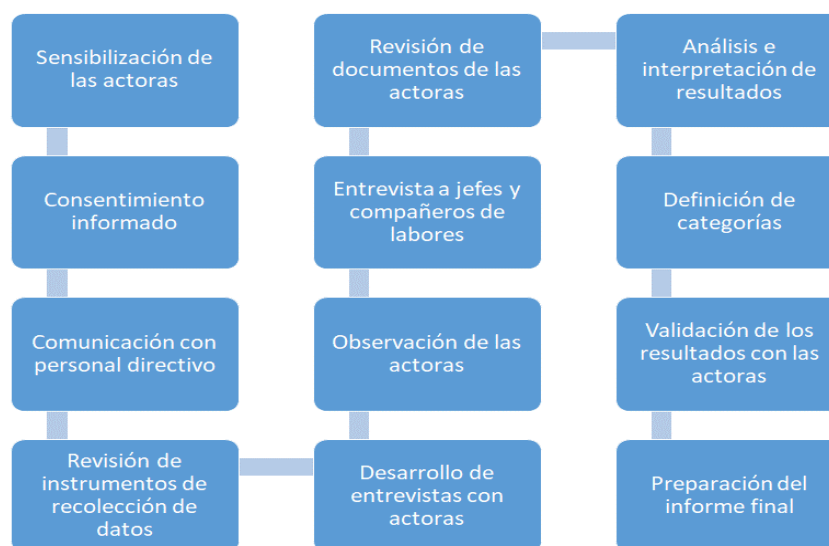 Sensibilización de
las actoras
Consentimiento
informado
Comunicación con
personal directivo
Revisión de
instrumentos de
recolección de
datos
Desarrollo de
entrevistas con
actoras
Observación de las
actoras
Entrevista a jefes y
compañeros de
labores
Revisión de
documentos de las
actoras
Análisis e
interpretación de
resultados
Definición de
categorías
Validación de los
resultados con las
actoras
Preparación del
informe final